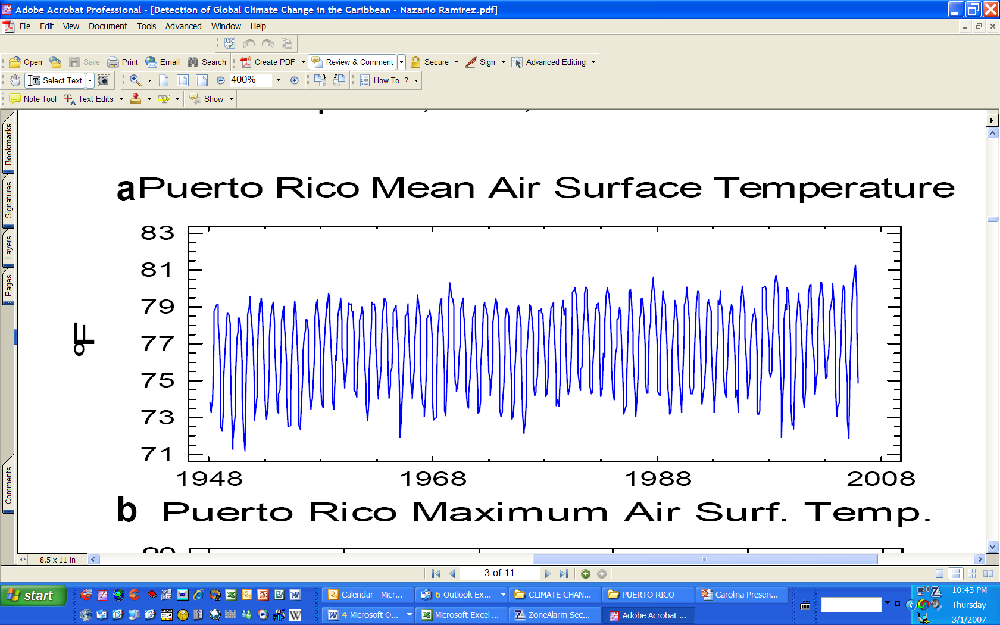 Adobe Acrobat Professional - [Detection of Global Climate Change in the Caribbean - Nazario Ramirez.pdf]
File Edit View Document Tools Advanced Window Help
ABC
Open Save Print Email Search Create PDF Review & Comment Secure Sign Advanced Editing
Select Text 400% How To..?
Note Tool Text Edits Show
Bookmarks
Signatures
Layers
Pages
Comments
a Puerto Rico Mean Air Surface Temperature
83
81
79
77
75
73
71
°F
1948 1968 1988 2008
b Puerto Rico Maximum Air Surf. Temp.
8.5 x 11 in
3 of 11
start
Calendar - Micr... 6 Outlook Ex... CLIMATE CHAN... PUERTO RICO Carolina Presen...
4 Microsoft O... Microsoft Excel ... ZoneAlarm Sec... Adobe Acrobat ...
10:43 PM
Thursday
3/1/2007